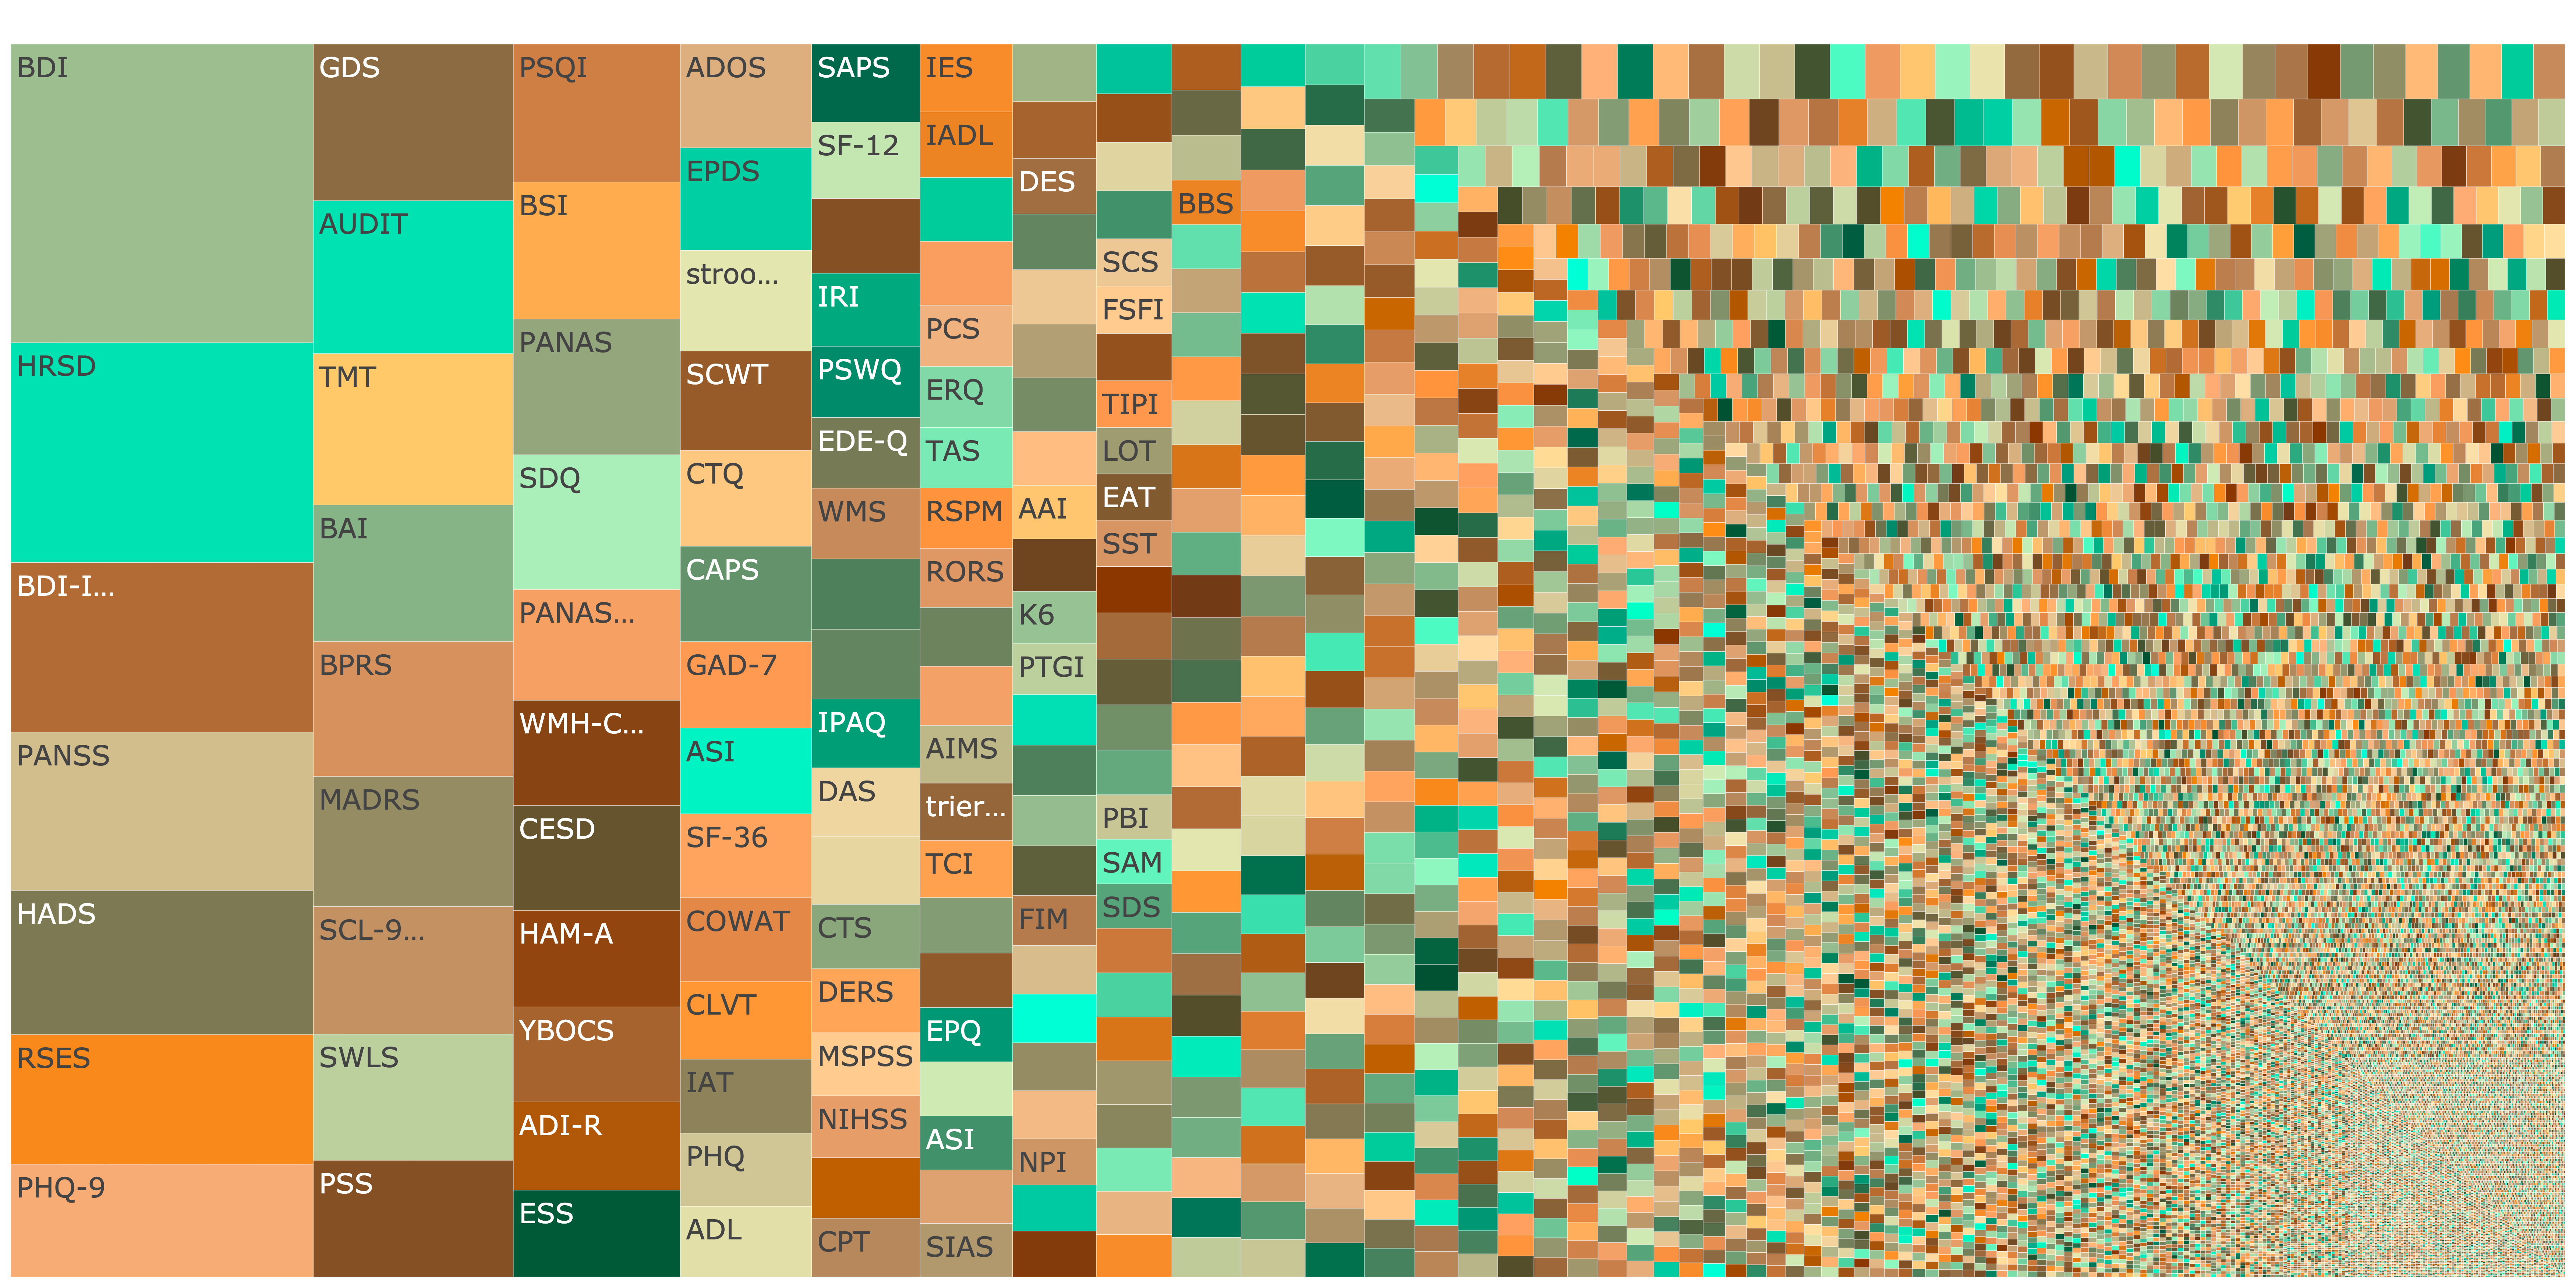 BDI
HRSD
BDI-I...
PANSS
HADS
RSES
PHQ-9
GDS
AUDIT
TMT
BAI
BPRS
MADRS
SCL-9...
SWLS
PSS
PSQI
BSI
PANAS
SDQ
PANAS...
WMH-C...
CESD
HAM-A
YBOCS
ADI-R
ESS
ADOS
EPDS
stroo...
SCWT
CTQ
CAPS
GAD-7
ASI
SF-36
COWAT
CLVT
IAT
PHQ
ADL
SAPS
SF-12
IRI
PSWQ
EDE-Q
WMS
IPAQ
DAS
CTS
DERS
MSPSS
NIHSS
CPT
IES
IADL
PCS
ERQ
TAS
RSPM
RORS
AIMS
trier...
TCI
EPQ
ASI
SIAS
DES
AAI
K6
PTGI
FIM
NPI
SCS
FSFI
TIPI
LOT
EAT
SST
PBI
SAM
SDS
BBS